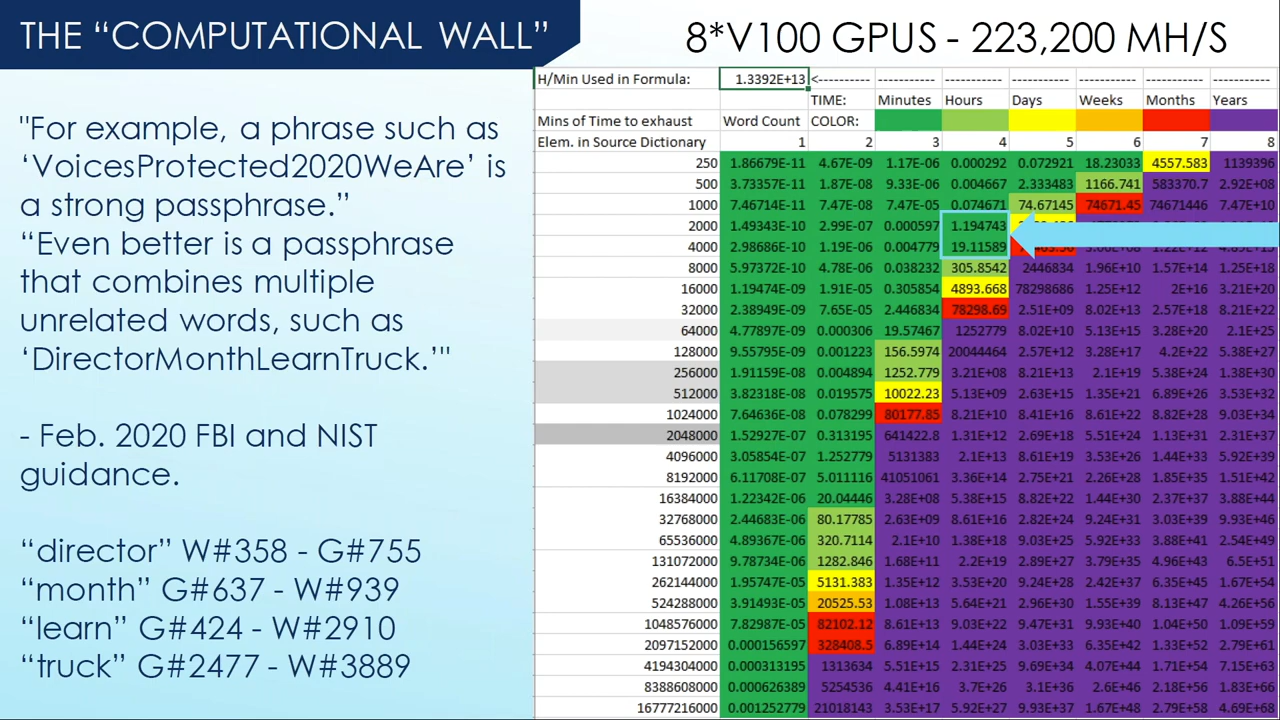 THE “COMPUTATIONAL WALL”
8*V100 GPUS - 223,200 MH/S
"For example, a phrase such as
‘VoicesProtected2020WeAre’ is
a strong passphrase.”
“Even better is a passphrase
that combines multiple
unrelated words, such as
‘DirectorMonthLearnTruck.’"
- Feb. 2020 FBI and NIST
guidance.
“director” W#358 - G#755
“month” G#637 - W#939
“learn” G#424 - W#2910
“truck” G#2477 - W#3889
H/Min Used in Formula: 1.3392E+13 <---------- ----------- ---------- ---------- ---------- ---------- -----------
TIME: Minutes Hours Days Weeks Months Years
Mins of Time to exhaust Word Count COLOR:
Elem. in Source Dictionary 1 2 3 4 5 6 7 8
250 1.86679E-11 4.67E-09 1.17E-06 0.000292 0.072921 18.23033 4557.583 1139396
500 3.73357E-11 1.87E-08 9.33E-06 0.004667 2.333483 1166.741 583370.7 2.92E+08
1000 7.46714E-11 7.47E-08 7.47E-05 0.074671 74.67145 74671.45 74671446 7.47E+10
2000 1.49343E-10 2.99E-07 0.000597 1.194743
4000 2.98686E-10 1.19E-06 0.004779 19.11589
8000 5.97372E-10 4.78E-06 0.038232 305.8542 2446834 1.96E+10 1.57E+14 1.25E+18
16000 1.19474E-09 1.91E-05 0.305854 4893.668 78298686 1.25E+12 2E+16 3.21E+20
32000 2.38949E-09 7.65E-05 2.446834 78298.69 2.51E+09 8.02E+13 2.57E+18 8.21E+22
64000 4.77897E-09 0.000306 19.57467 1252779 8.02E+10 5.13E+15 3.28E+20 2.1E+25
128000 9.55795E-09 0.001223 156.5974 20044464 2.57E+12 3.28E+17 4.2E+22 5.38E+27
256000 1.91159E-08 0.004894 1252.779 3.21E+08 8.21E+13 2.1E+19 5.38E+24 1.38E+30
512000 3.82318E-08 0.019575 10022.23 5.13E+09 2.63E+15 1.35E+21 6.89E+26 3.53E+32
1024000 7.64636E-08 0.078299 80177.85 8.21E+10 8.41E+16 8.61E+22 8.82E+28 9.03E+34
2048000 1.52927E-07 0.313195 641422.8 1.31E+12 2.69E+18 5.51E+24 1.13E+31 2.31E+37
4096000 3.05854E-07 1.252779 5131383 2.1E+13 8.61E+19 3.53E+26 1.44E+33 5.92E+39
8192000 6.11708E-07 5.011116 41051061 3.36E+14 2.75E+21 2.26E+28 1.85E+35 1.51E+42
16384000 1.22342E-06 20.04446 3.28E+08 5.38E+15 8.82E+22 1.44E+30 2.37E+37 3.88E+44
32768000 2.44683E-06 80.17785 2.63E+09 8.61E+16 2.82E+24 9.24E+31 3.03E+39 9.93E+46
65536000 4.89367E-06 320.7114 2.1E+10 1.38E+18 9.03E+25 5.92E+33 3.88E+41 2.54E+49
131072000 9.78734E-06 1282.846 1.68E+11 2.2E+19 2.89E+27 3.79E+35 4.96E+43 6.5E+51
262144000 1.95747E-05 5131.383 1.35E+12 3.53E+20 9.24E+28 2.42E+37 6.35E+45 1.67E+54
524288000 3.91493E-05 20525.53 1.08E+13 5.64E+21 2.96E+30 1.55E+39 8.13E+47 4.26E+56
1048576000 7.82987E-05 82102.12 8.61E+13 9.03E+22 9.47E+31 9.93E+40 1.04E+50 1.09E+59
2097152000 0.000156597 328408.5 6.89E+14 1.44E+24 3.03E+33 6.35E+42 1.33E+52 2.79E+61
4194304000 0.000313195 1313634 5.51E+15 2.31E+25 9.69E+34 4.07E+44 1.71E+54 7.15E+63
8388608000 0.000626389 5254536 4.41E+16 3.7E+26 3.1E+36 2.6E+46 2.18E+56 1.83E+66
16777216000 0.001252779 21018143 3.53E+17 5.92E+27 9.93E+37 1.67E+48 2.79E+58 4.69E+68